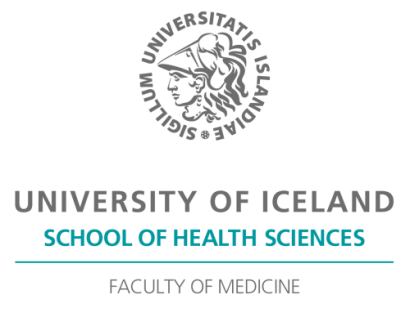 SIGILLUM UNIVERSITATIS ISLANDIAE
UNIVERSITY OF ICELAND
SCHOOL OF HEALTH SCIENCES
FACULTY OF MEDICINE